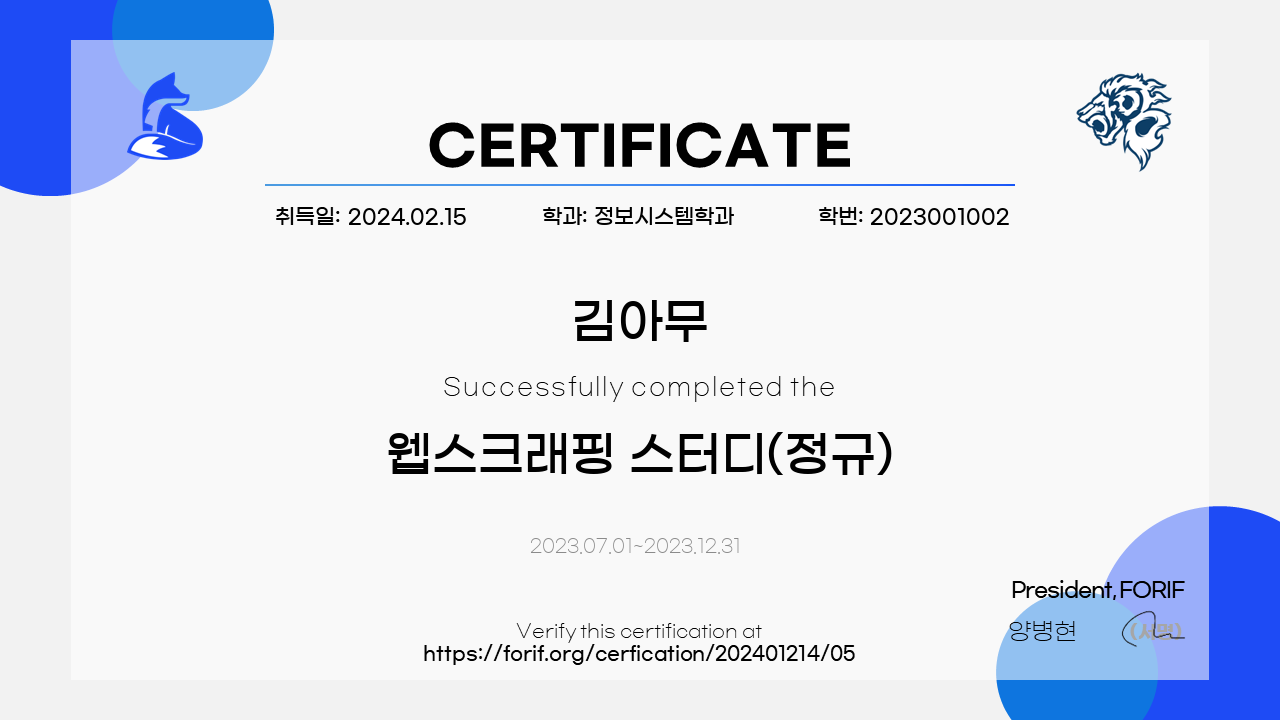 CERTIFICATE
취득일: 2024.02.15 학과: 정보시스템학과 학번: 2023001002
김아무
Successfully completed the
웹스크래핑 스터디(정규)
2023.07.01~2023.12.31
President, FORIF
양병현 (서명)
Verify this certification at
https://forif.org/cerfication/202401214/05